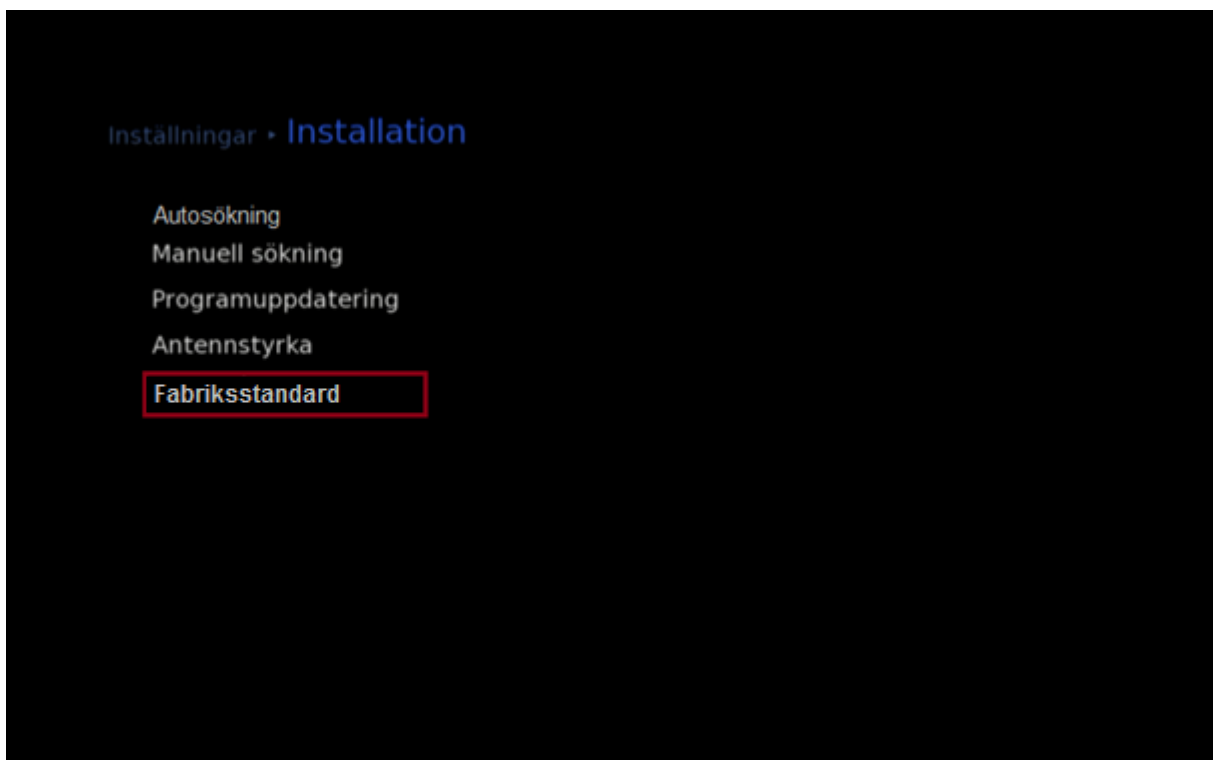 Inställningar ‣ Installation
Autosökning
Manuell sökning
Programuppdatering
Antennstyrka
Fabriksstandard